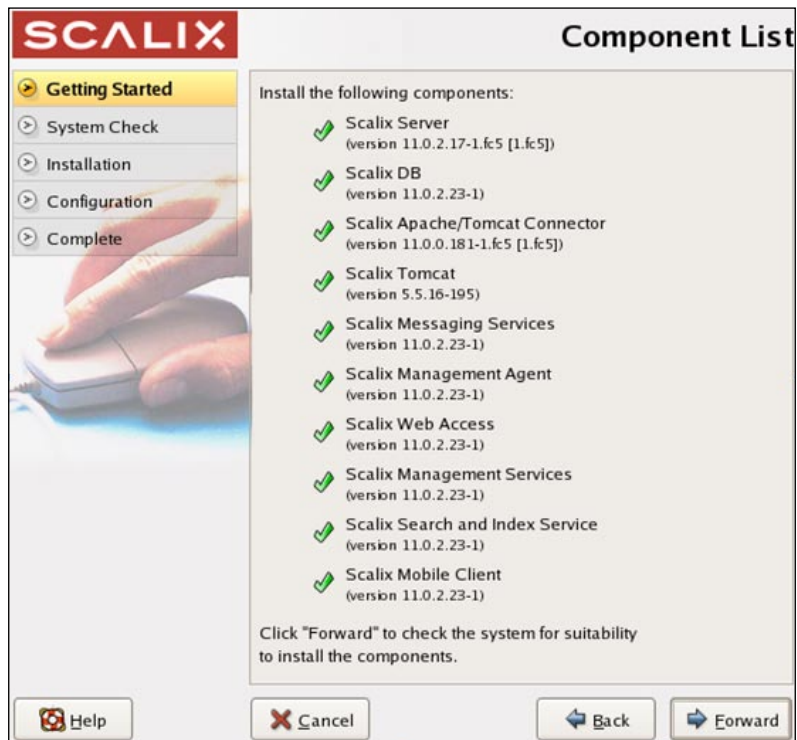 SCALIX
Component List
Getting Started
System Check
Installation
Configuration
Complete
Install the following components:
Scalix Server
(version 11.0.2.17-1.fc5 [1.fc5])
Scalix DB
(version 11.0.2.23-1)
Scalix Apache/Tomcat Connector
(version 11.0.0.181-1.fc5 [1.fc5])
Scalix Tomcat
(version 5.5.16-195)
Scalix Messaging Services
(version 11.0.2.23-1)
Scalix Management Agent
(version 11.0.2.23-1)
Scalix Web Access
(version 11.0.2.23-1)
Scalix Management Services
(version 11.0.2.23-1)
Scalix Search and Index Service
(version 11.0.2.23-1)
Scalix Mobile Client
(version 11.0.2.23-1)
Click "Forward" to check the system for suitability
to install the components.
Help
Cancel
Back
Forward